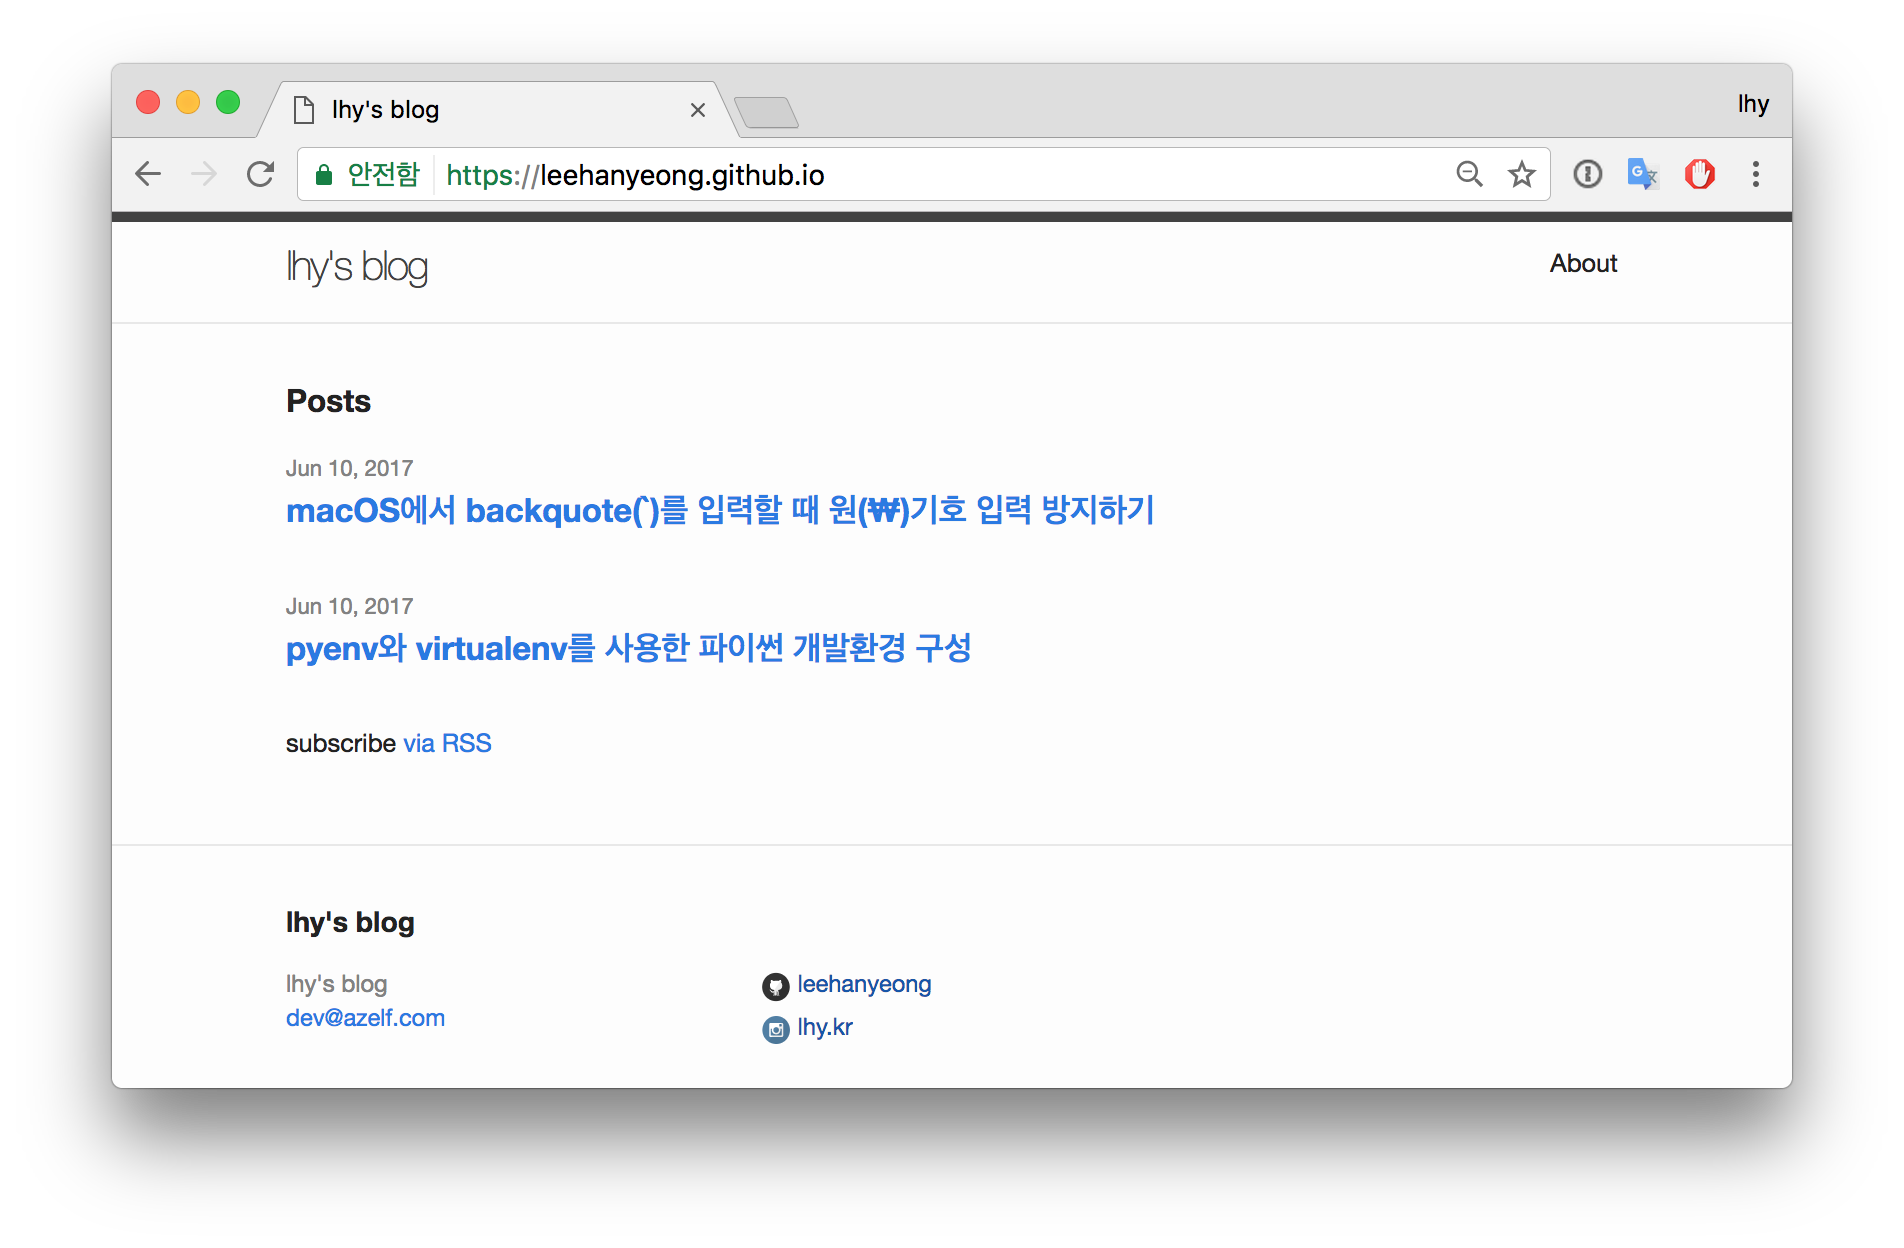 lhy's blog
lhy
안전함 https://leehanyeong.github.io
lhy's blog
About
Posts
Jun 10, 2017
macOS에서 backquote(`)를 입력할 때 원(₩)기호 입력 방지하기
Jun 10, 2017
pyenv와 virtualenv를 사용한 파이썬 개발환경 구성
subscribe via RSS
lhy's blog
lhy's blog
dev@azelf.com
leehanyeong
lhy.kr